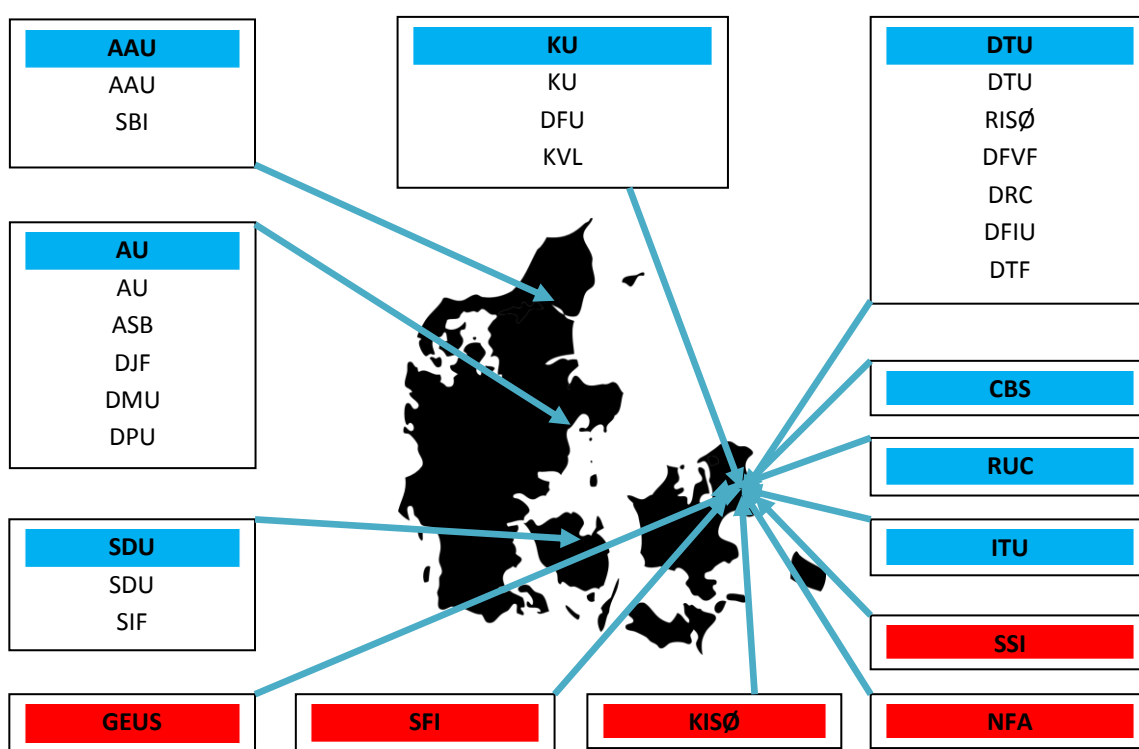 AAU
AAU
SBI
KU
KU
DFU
KVL
DTU
DTU
RISØ
DFVF
DRC
DFIU
DTF
AU
AU
ASB
DJF
DMU
DPU
CBS
RUC
SDU
SDU
SIF
ITU
SSI
GEUS
SFI
KISØ
NFA